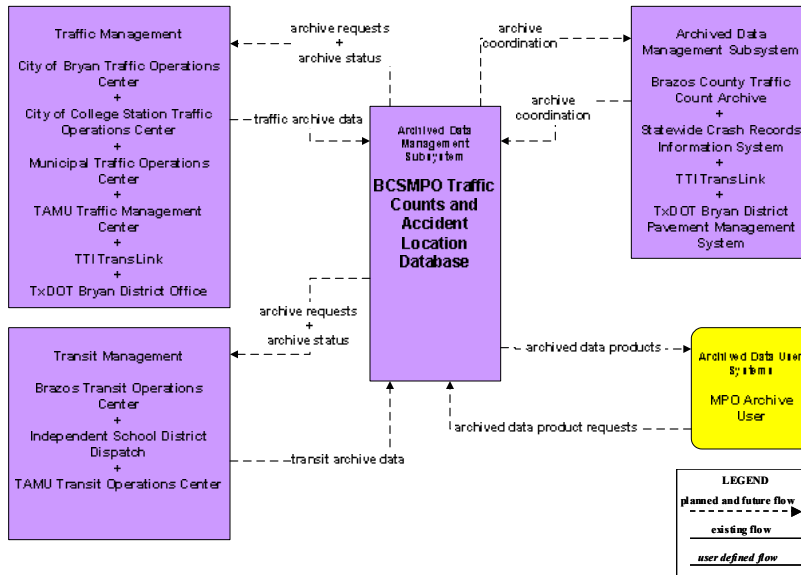 Traffic Management
City of Bryan Traffic Operations
Center
+
City of College Station Traffic
Operations Center
+
Municipal Traffic Operations
Center
+
TAMU Traffic Management
Center
+
TTI TransLink
+
TxDOT Bryan District Office
archive requests
+
archive status
traffic archive data
archive
coordination
archive
coordination
Archived Data
Management
Subsystem
BCSMPO Traffic
Counts and
Accident
Location
Database
Archived Data
Management Subsystem
Brazos County Traffic
Count Archive
+
Statewide Crash Records
Information System
+
TTI TransLink
+
TxDOT Bryan District
Pavement Management
System
archive requests
+
archive status
Transit Management
Brazos Transit Operations
Center
+
Independent School District
Dispatch
+
TAMU Transit Operations Center
transit archive data
archived data products
archived data product requests
Archived Data User
Systems
MPO Archive
User
LEGEND
planned and future flow
existing flow
user defined flow